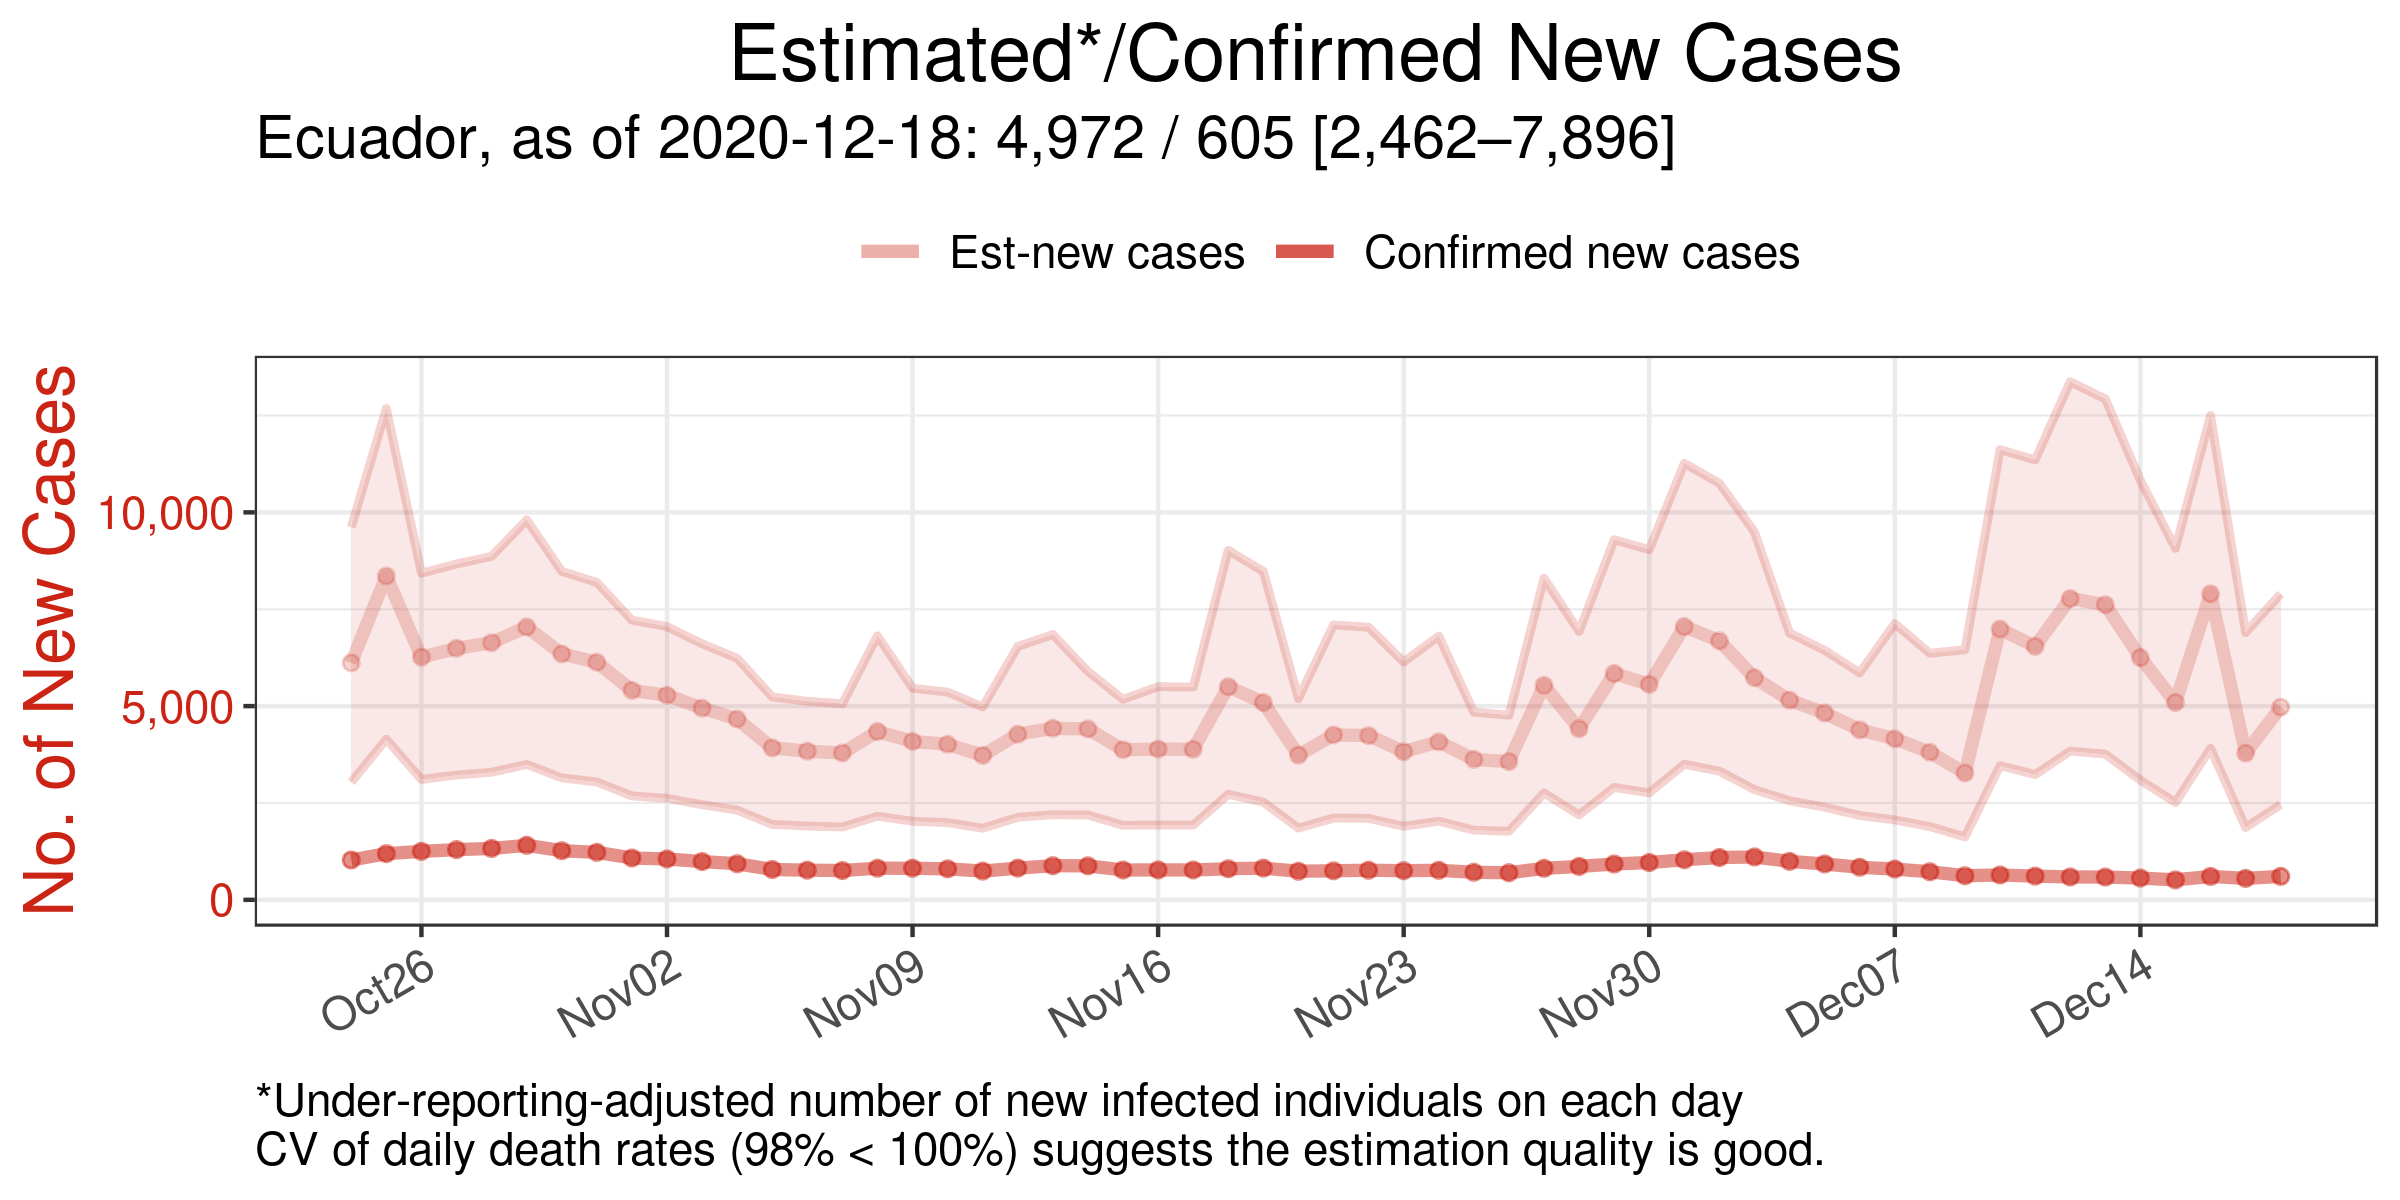 Estimated*/Confirmed New Cases
Ecuador, as of 2020-12-18: 4,972 / 605 [2,462–7,896]
Est-new cases
Confirmed new cases
No. of New Cases
10,000
5,000
0
Oct26
Nov02
Nov09
Nov16
Nov23
Nov30
Dec07
Dec14
*Under-reporting-adjusted number of new infected individuals on each day
CV of daily death rates (98% < 100%) suggests the estimation quality is good.